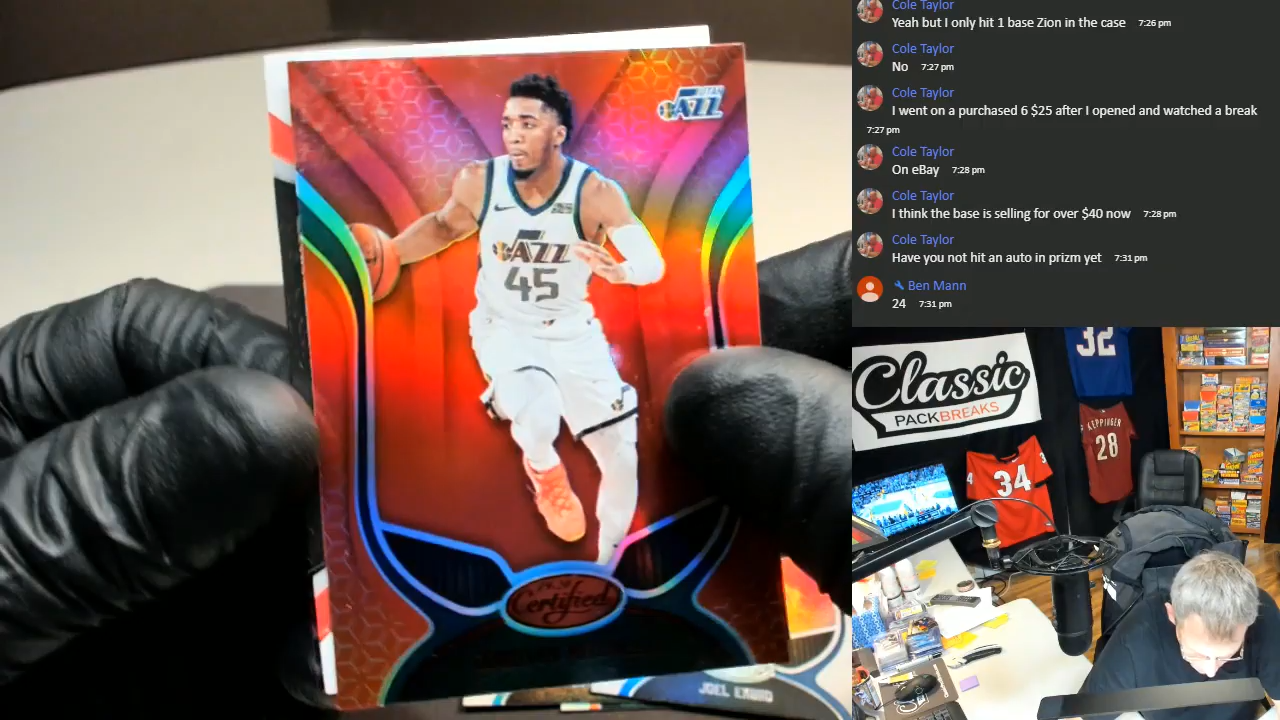 UTAH
JAZZ
JAZZ
45
Certified
JOEL EMBIID
Cole Taylor
Yeah but I only hit 1 base Zion in the case 7:26 pm
Cole Taylor
No 7:27 pm
Cole Taylor
I went on a purchased 6 $25 after I opened and watched a break
7:27 pm
Cole Taylor
On eBay 7:28 pm
Cole Taylor
I think the base is selling for over $40 now 7:28 pm
Cole Taylor
Have you not hit an auto in prizm yet 7:31 pm
Ben Mann
24 7:31 pm
Classic
PACKBREAKS
32
KEPPINGER
28
34